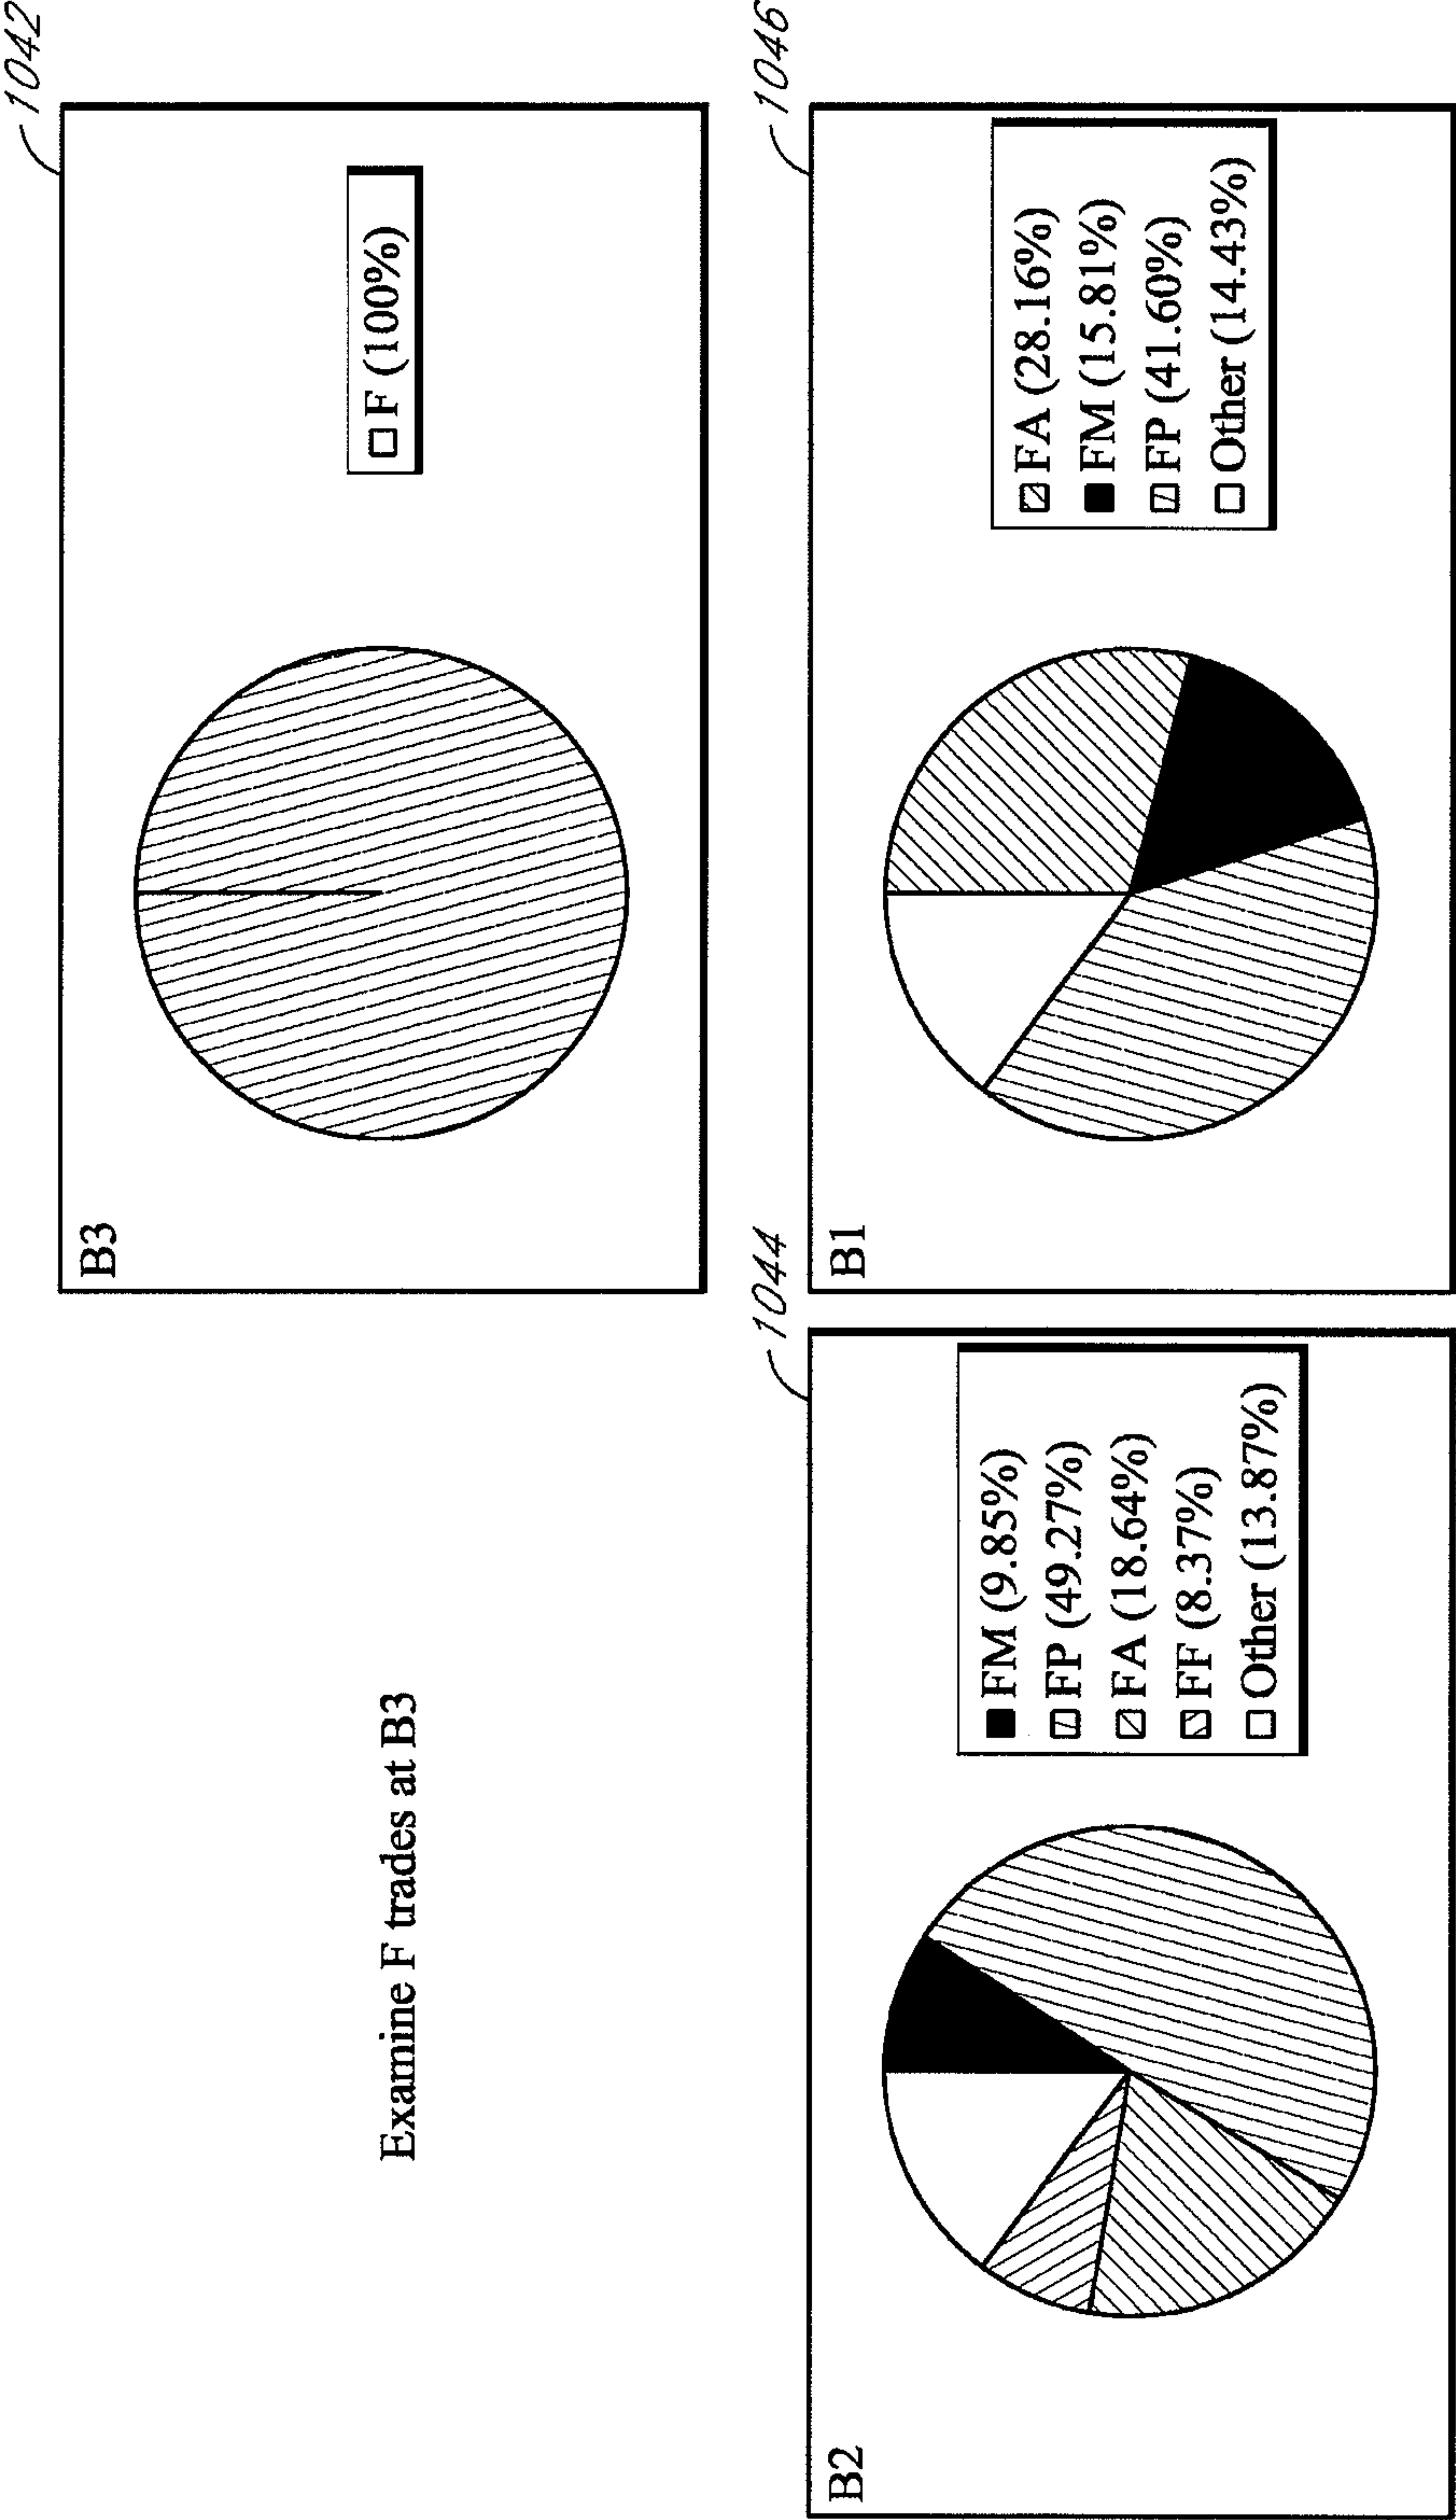 Examine F trades at B3
1042
B3
F (100%)
1044
B2
FM (9.85%)
FP (49.27%)
FA (18.64%)
FF (8.37%)
Other (13.87%)
1046
B1
FA (28.16%)
FM (15.81%)
FP (41.60%)
Other (14.43%)